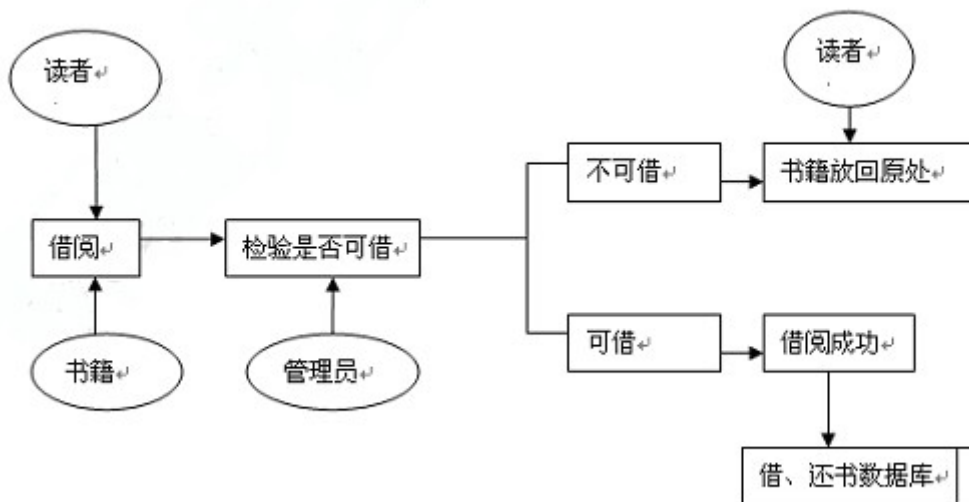 读者
读者
不可借
书籍放回原处
借阅
检验是否可借
可借
借阅成功
书籍
管理员
借、还书数据库